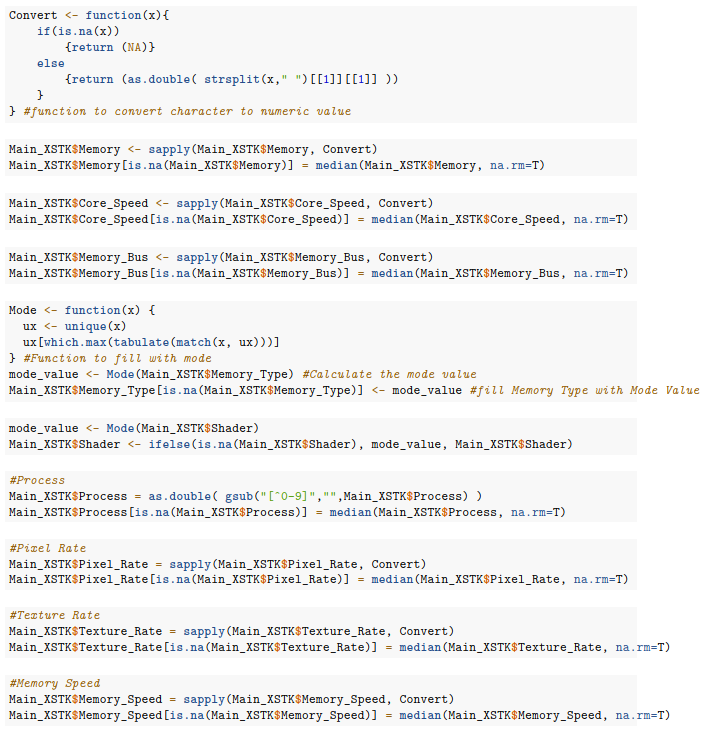 Convert <- function(x){
    if(is.na(x))
        {return (NA)}
    else
        {return (as.double( strsplit(x," ")[[1]][[1]] ))
    }
} #function to convert character to numeric value
Main_XSTK$Memory <- sapply(Main_XSTK$Memory, Convert)
Main_XSTK$Memory[is.na(Main_XSTK$Memory)] = median(Main_XSTK$Memory, na.rm=T)
Main_XSTK$Core_Speed <- sapply(Main_XSTK$Core_Speed, Convert)
Main_XSTK$Core_Speed[is.na(Main_XSTK$Core_Speed)] = median(Main_XSTK$Core_Speed, na.rm=T)
Main_XSTK$Memory_Bus <- sapply(Main_XSTK$Memory_Bus, Convert)
Main_XSTK$Memory_Bus[is.na(Main_XSTK$Memory_Bus)] = median(Main_XSTK$Memory_Bus, na.rm=T)
Mode <- function(x) {
  ux <- unique(x)
  ux[which.max(tabulate(match(x, ux)))]
} #Function to fill with mode
mode_value <- Mode(Main_XSTK$Memory_Type) #Calculate the mode value
Main_XSTK$Memory_Type[is.na(Main_XSTK$Memory_Type)] <- mode_value #fill Memory Type with Mode Value
mode_value <- Mode(Main_XSTK$Shader)
Main_XSTK$Shader <- ifelse(is.na(Main_XSTK$Shader), mode_value, Main_XSTK$Shader)
#Process
Main_XSTK$Process = as.double( gsub("[^0-9]","",Main_XSTK$Process) )
Main_XSTK$Process[is.na(Main_XSTK$Process)] = median(Main_XSTK$Process, na.rm=T)
#Pixel Rate
Main_XSTK$Pixel_Rate = sapply(Main_XSTK$Pixel_Rate, Convert)
Main_XSTK$Pixel_Rate[is.na(Main_XSTK$Pixel_Rate)] = median(Main_XSTK$Pixel_Rate, na.rm=T)
#Texture Rate
Main_XSTK$Texture_Rate = sapply(Main_XSTK$Texture_Rate, Convert)
Main_XSTK$Texture_Rate[is.na(Main_XSTK$Texture_Rate)] = median(Main_XSTK$Texture_Rate, na.rm=T)
#Memory Speed
Main_XSTK$Memory_Speed = sapply(Main_XSTK$Memory_Speed, Convert)
Main_XSTK$Memory_Speed[is.na(Main_XSTK$Memory_Speed)] = median(Main_XSTK$Memory_Speed, na.rm=T)